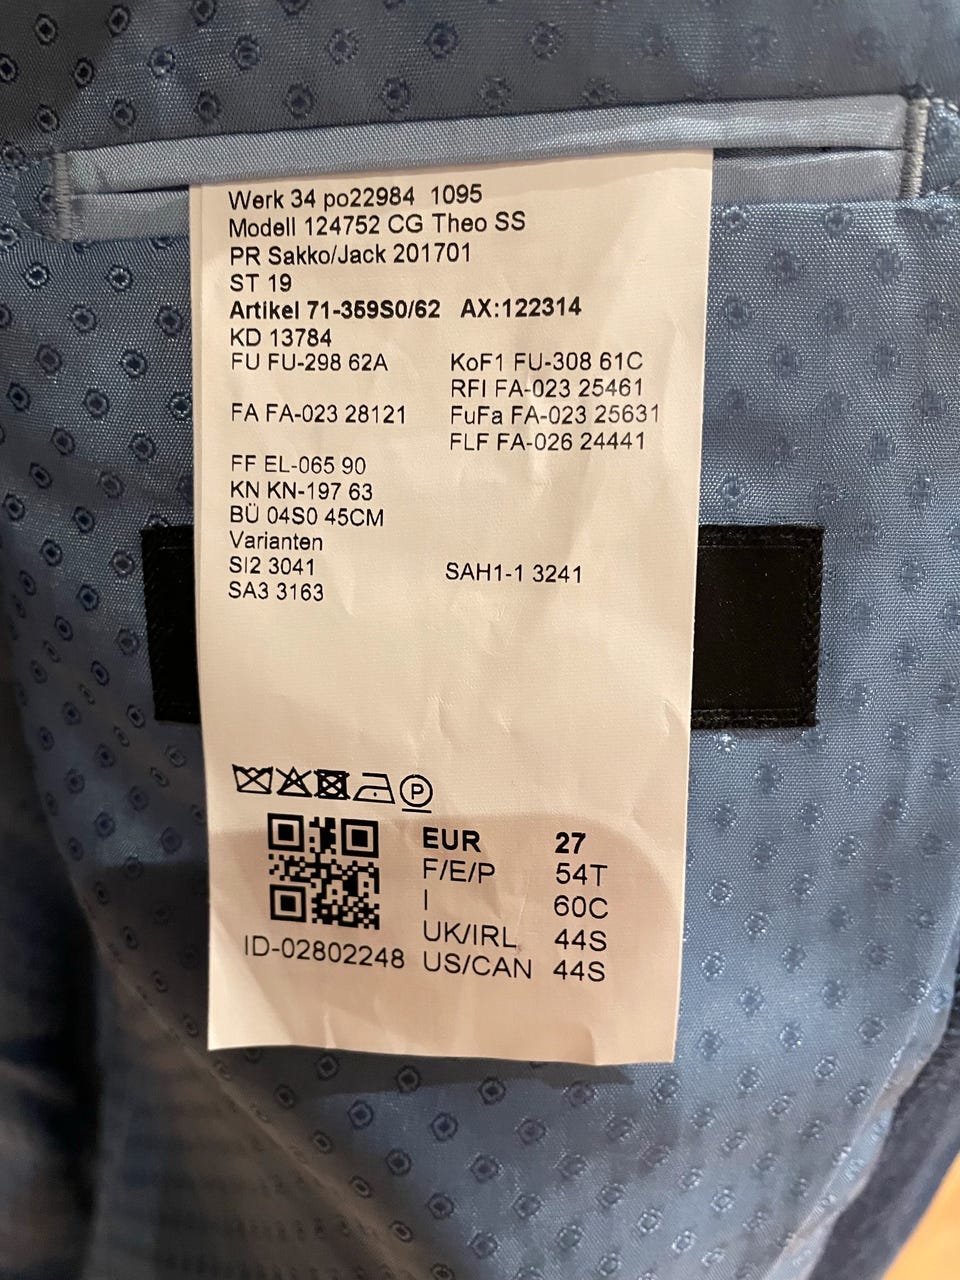 Werk 34 po22984 1095
Modell 124752 CG Theo SS
PR Sakko/Jack 201701
ST 19
Artikel 71-359S0/62 AX:122314
KD 13784
FU FU-298 62A KoF1 FU-308 61C
RFI FA-023 25461
FA FA-023 28121 FuFa FA-023 25631
FLF FA-026 24441
FF EL-065 90
KN KN-197 63
BÜ 04S0 45CM
Varianten
SI2 3041 SAH1-1 3241
SA3 3163
P
EUR 27
F/E/P 54T
I 60C
UK/IRL 44S
US/CAN 44S
ID-02802248